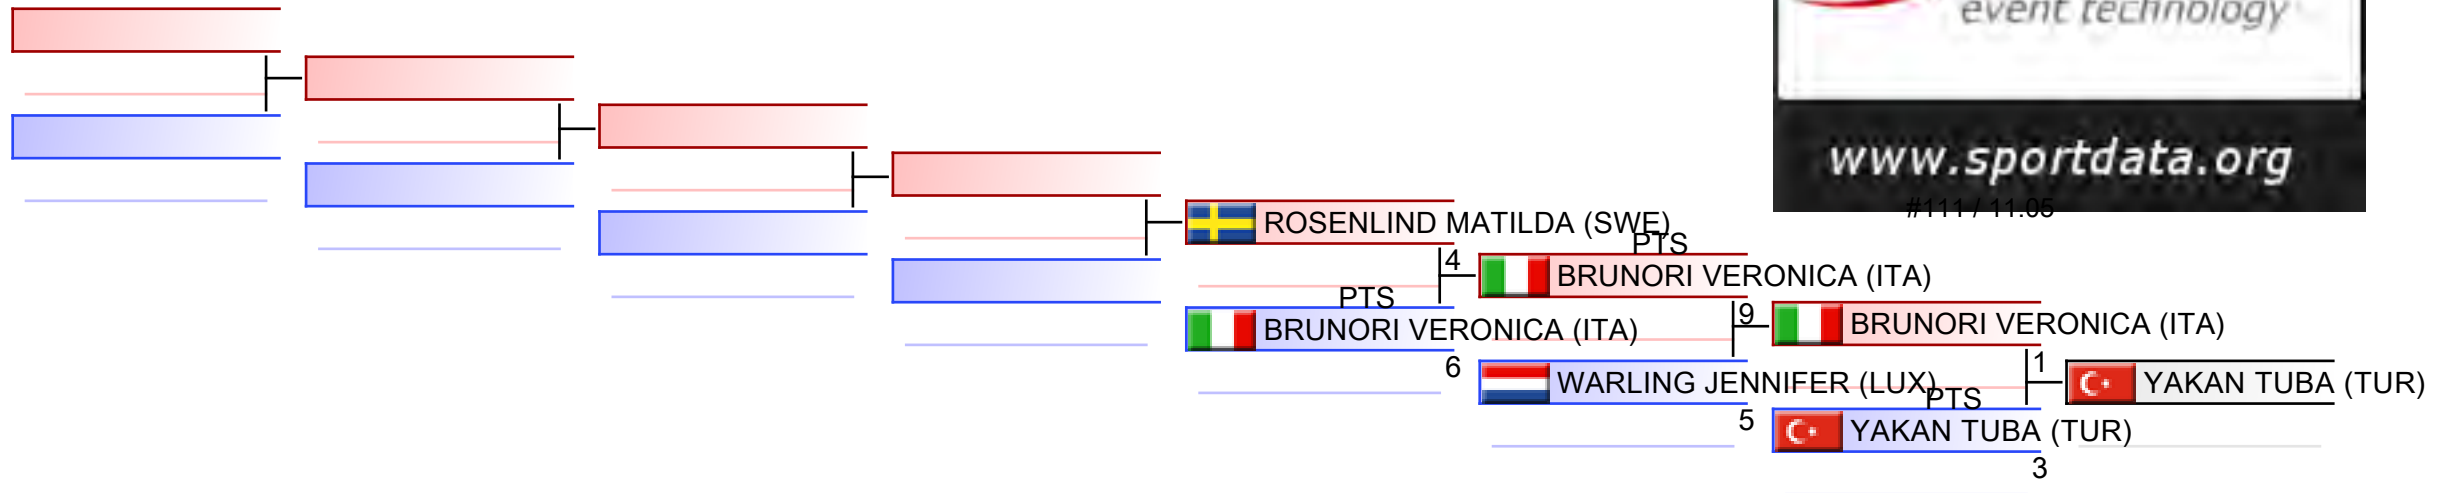 event technology
www.sportdata.org
#111 / 11.05
ROSENLIND MATILDA (SWE)
PTS
4
BRUNORI VERONICA (ITA)
PTS
BRUNORI VERONICA (ITA)
9
BRUNORI VERONICA (ITA)
6
WARLING JENNIFER (LUX)
1
YAKAN TUBA (TUR)
PTS
5
YAKAN TUBA (TUR)
3